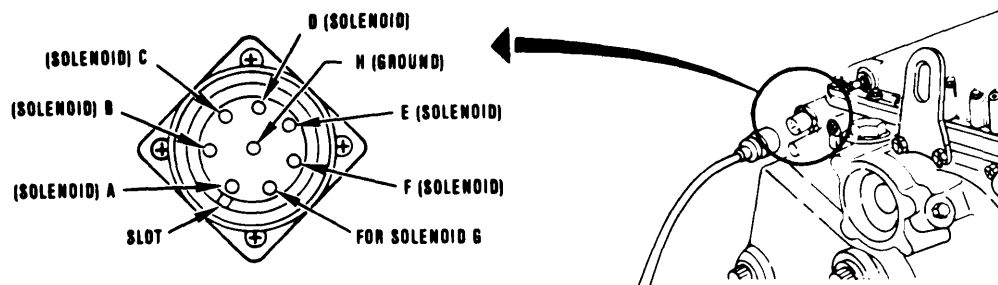 D (SOLENOID)
(SOLENOID) C
H (GROUND)
(SOLENOID) B
E (SOLENOID)
(SOLENOID) A
F (SOLENOID)
SLOT
FOR SOLENOID G